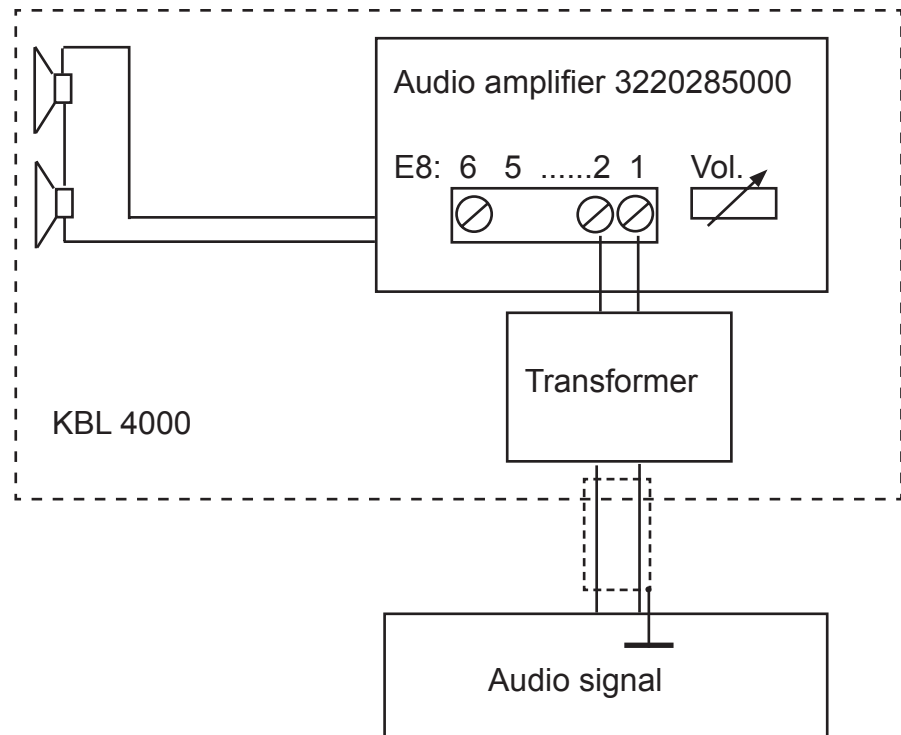 Audio amplifier 3220285000
E8: 6 5 ......2 1 Vol.
Transformer
KBL 4000
Audio signal